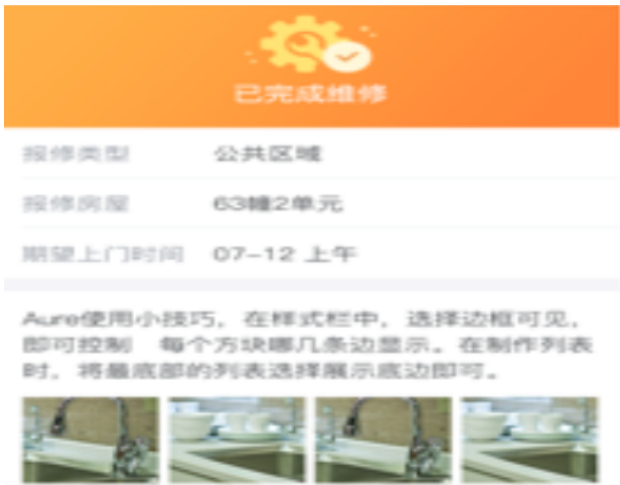 已完成维修
报修类型 公共区域
报修房屋 63幢2单元
期望上门时间 07-12 上午
Aure使用小技巧，在样式栏中，选择边框可见，
即可控制 每个方块哪几条边显示。在制作列表
时，将最底部的列表选择展示底边即可。